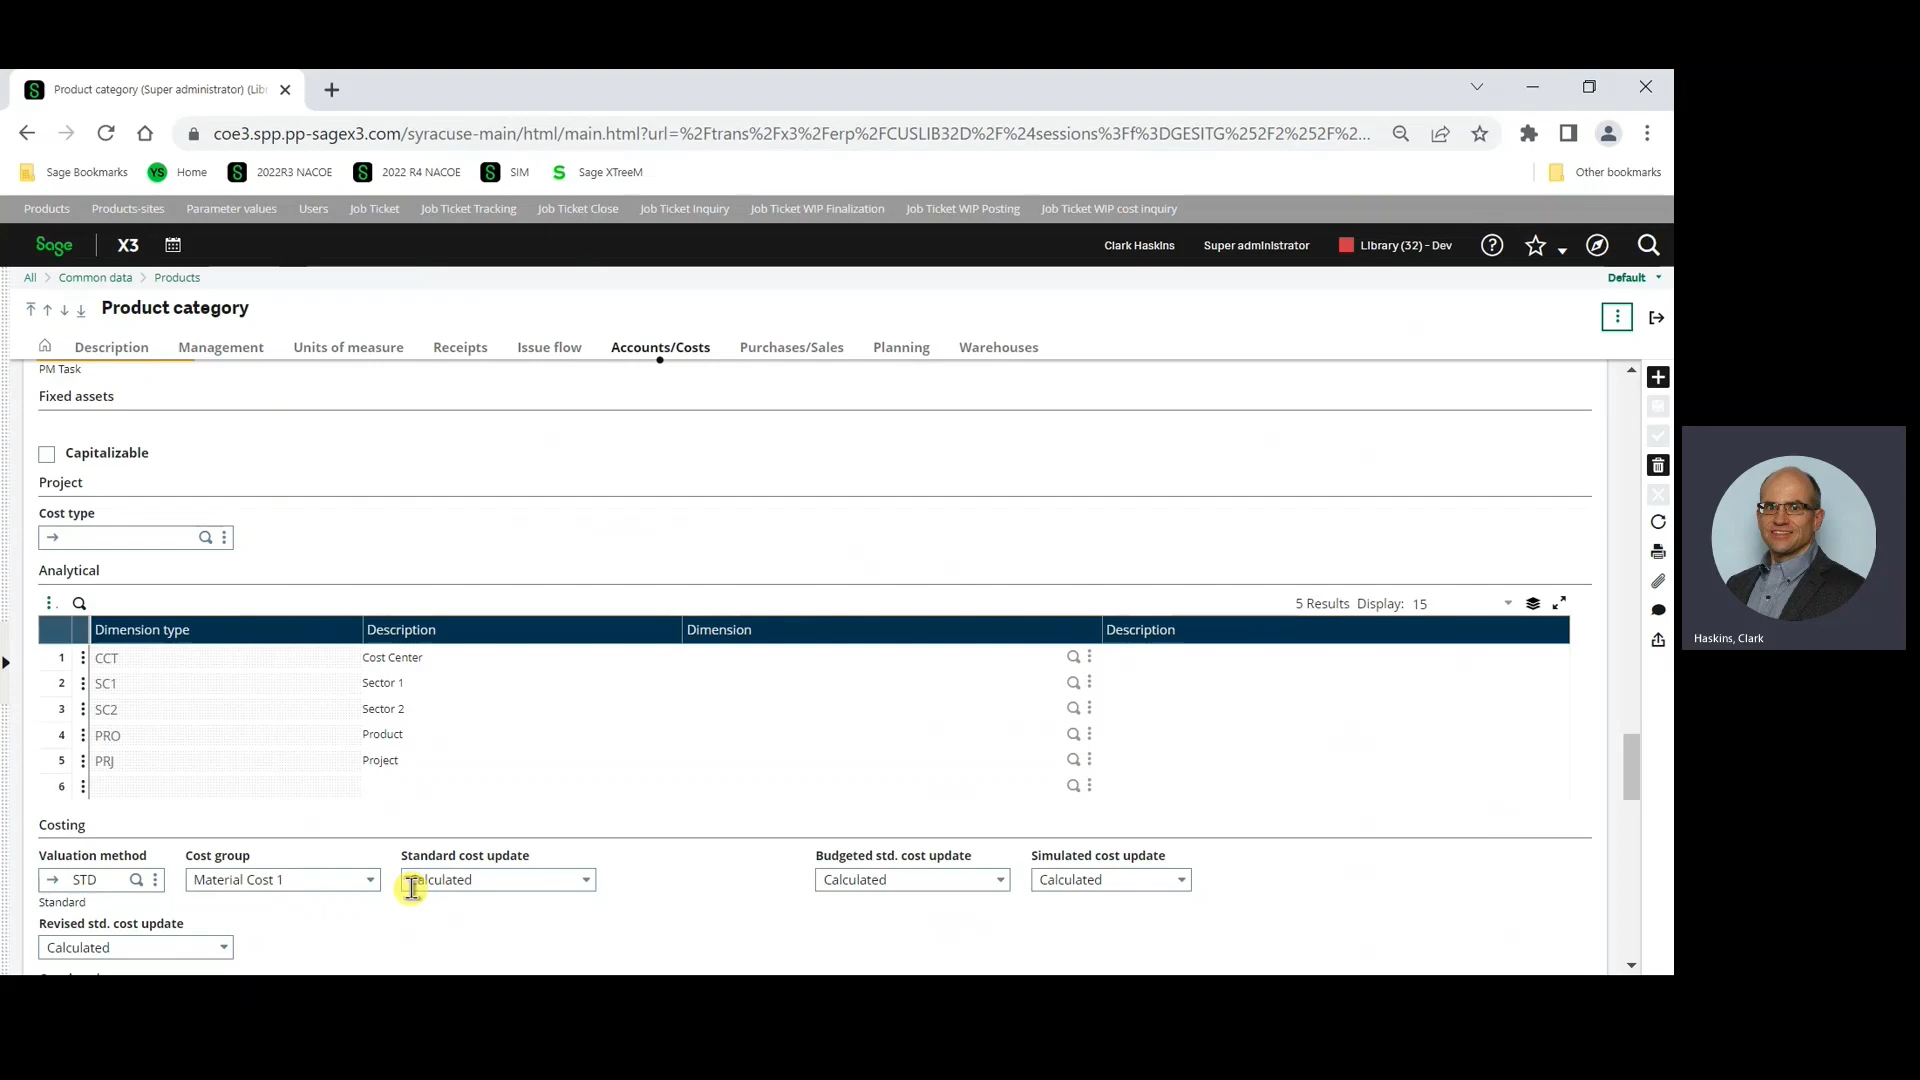 Product category (Super administrator) (Lib
coe3.spp.pp-sagex3.com/syracuse-main/html/main.html?url=%2Ftrans%2Fx3%2Ferp%2FCUSLIB32D%2F%24sessions%3Ff%3DGESITG%252F2%252F%2...
Sage Bookmarks YS Home S 2022R3 NACOE S 2022 R4 NACOE S SIM S Sage XTreeM Other bookmarks
Products Products-sites Parameter values Users Job Ticket Job Ticket Tracking Job Ticket Close Job Ticket Inquiry Job Ticket WIP Finalization Job Ticket WIP Posting Job Ticket WIP cost inquiry
Sage X3 Clark Haskins Super administrator Library (32) - Dev
All > Common data > Products Default
Product category
Description Management Units of measure Receipts Issue flow Accounts/Costs Purchases/Sales Planning Warehouses
PM Task
Fixed assets
Capitalizable
Project
Cost type
Analytical
5 Results Display: 15
Dimension type Description Dimension Description
1 CCT Cost Center
2 SC1 Sector 1
3 SC2 Sector 2
4 PRO Product
5 PRJ Project
6
Costing
Valuation method Cost group Standard cost update Budgeted std. cost update Simulated cost update
STD Material Cost 1 Calculated Calculated Calculated
Standard
Revised std. cost update
Calculated
Haskins, Clark